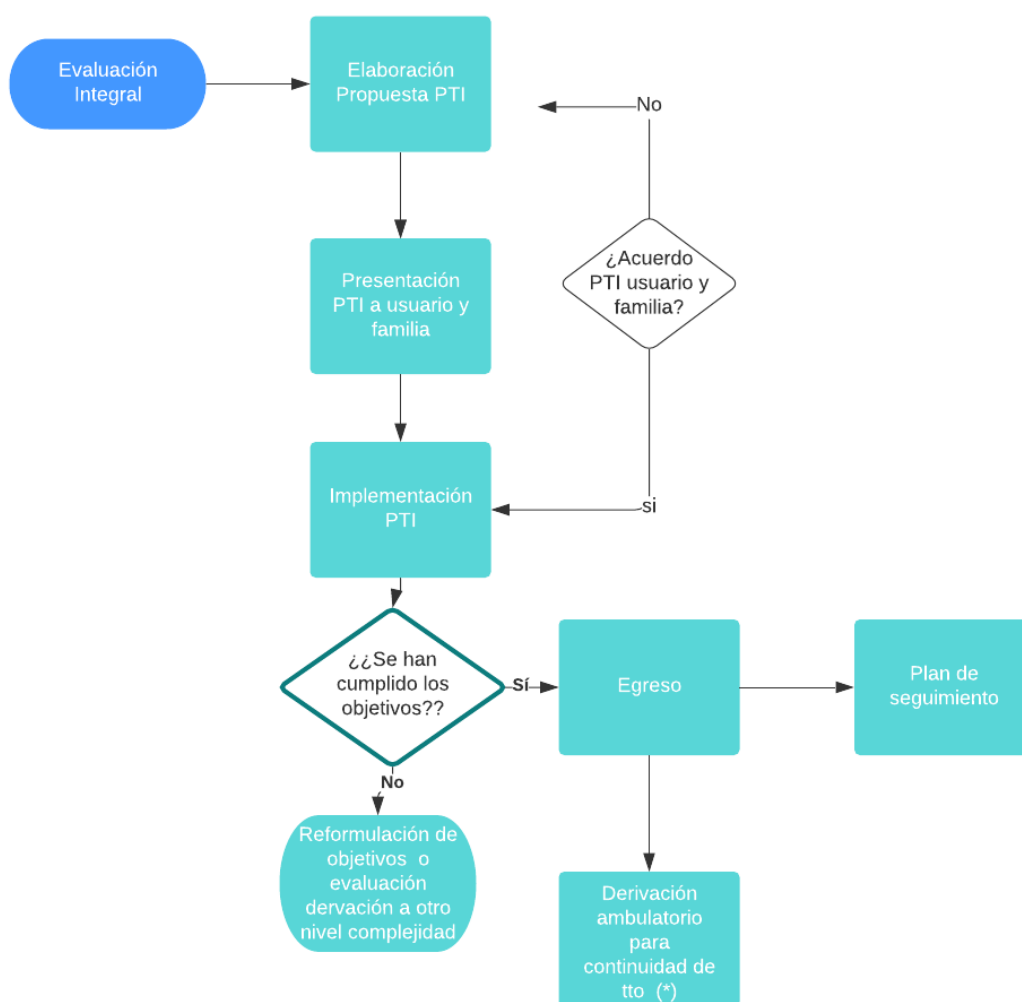 Evaluación
Integral
Elaboración
Propuesta PTI
No
Presentación
PTI a usuario y
familia
¿Acuerdo
PTI usuario y
familia?
Implementación
PTI
si
¿¿Se han
cumplido los
objetivos??
Sí
Egreso
Plan de
seguimiento
No
Reformulación de
objetivos o
evaluación
dervación a otro
nivel complejidad
Derivación
ambulatorio
para
continuidad de
tto (*)